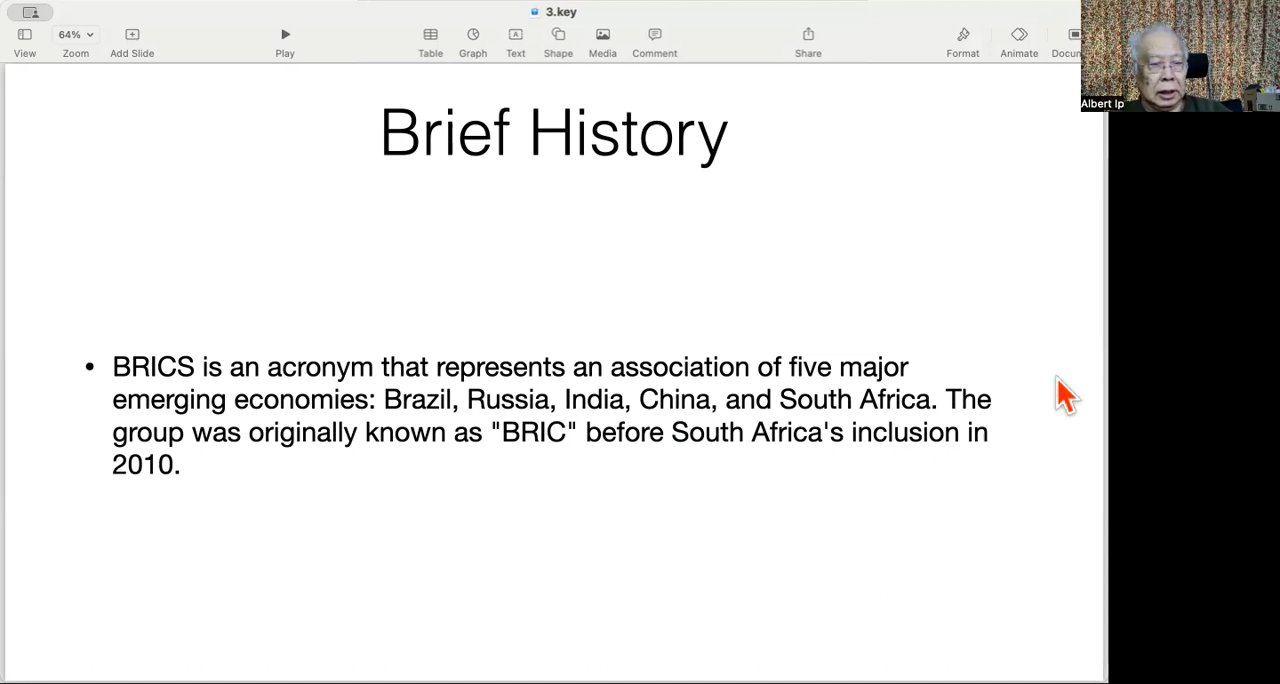 3.key
64%
View
Zoom
Add Slide
Play
Table
Graph
Text
Shape
Media
Comment
Share
Format
Animate
Docum
Albert Ip
Brief History
• BRICS is an acronym that represents an association of five major
emerging economies: Brazil, Russia, India, China, and South Africa. The
group was originally known as "BRIC" before South Africa's inclusion in
2010.